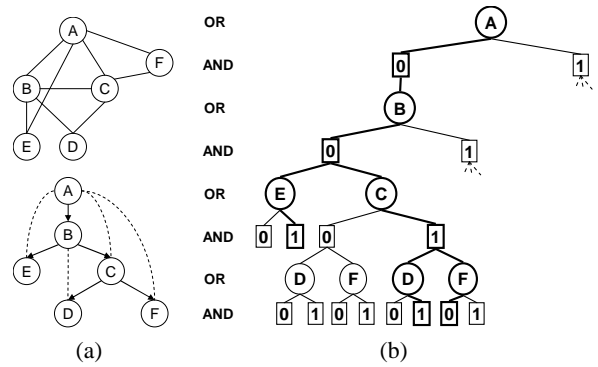 A
B
C
F
E
D
A
B
E
C
D
F
(a)
OR A
AND 0 1
OR B
AND 0 1
OR E C
AND 0 1 0 1
OR D F D F
AND 0 1 0 1 0 1 0 1
(b)